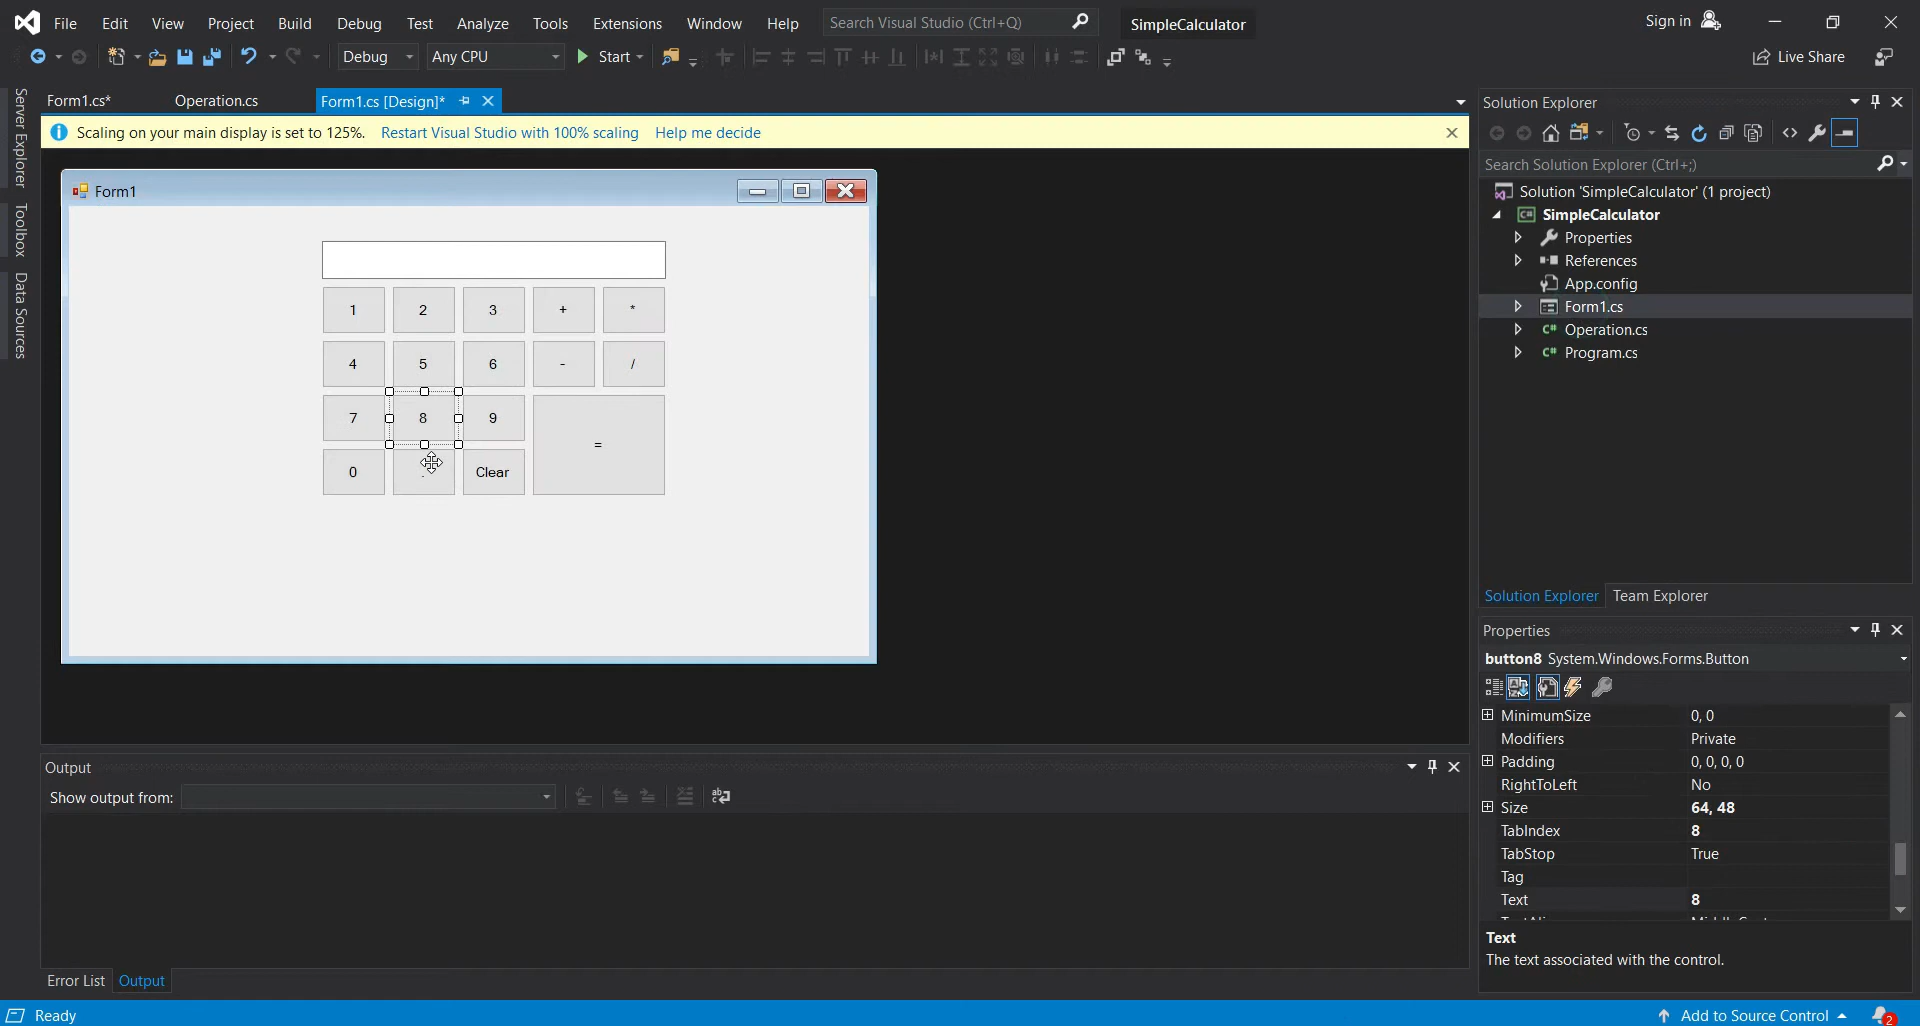 File Edit View Project Build Debug Test Analyze Tools Extensions Window Help Search Visual Studio (Ctrl+Q) SimpleCalculator Sign in
Debug Any CPU Start Live Share
Server Explorer
Toolbox
Data Sources
Form1.cs* Operation.cs Form1.cs [Design]*
Scaling on your main display is set to 125%. Restart Visual Studio with 100% scaling Help me decide
Form1
1 2 3 + *
4 5 6 - /
7 8 9 =
0 . Clear
Solution Explorer
Search Solution Explorer (Ctrl+;)
Solution 'SimpleCalculator' (1 project)
C# SimpleCalculator
Properties
References
App.config
Form1.cs
C# Operation.cs
C# Program.cs
Solution Explorer Team Explorer
Properties
button8 System.Windows.Forms.Button
MinimumSize 0, 0
Modifiers Private
Padding 0, 0, 0, 0
RightToLeft No
Size 64, 48
TabIndex 8
TabStop True
Tag
Text 8
Text
The text associated with the control.
Output
Show output from:
Error List Output
Ready Add to Source Control 2